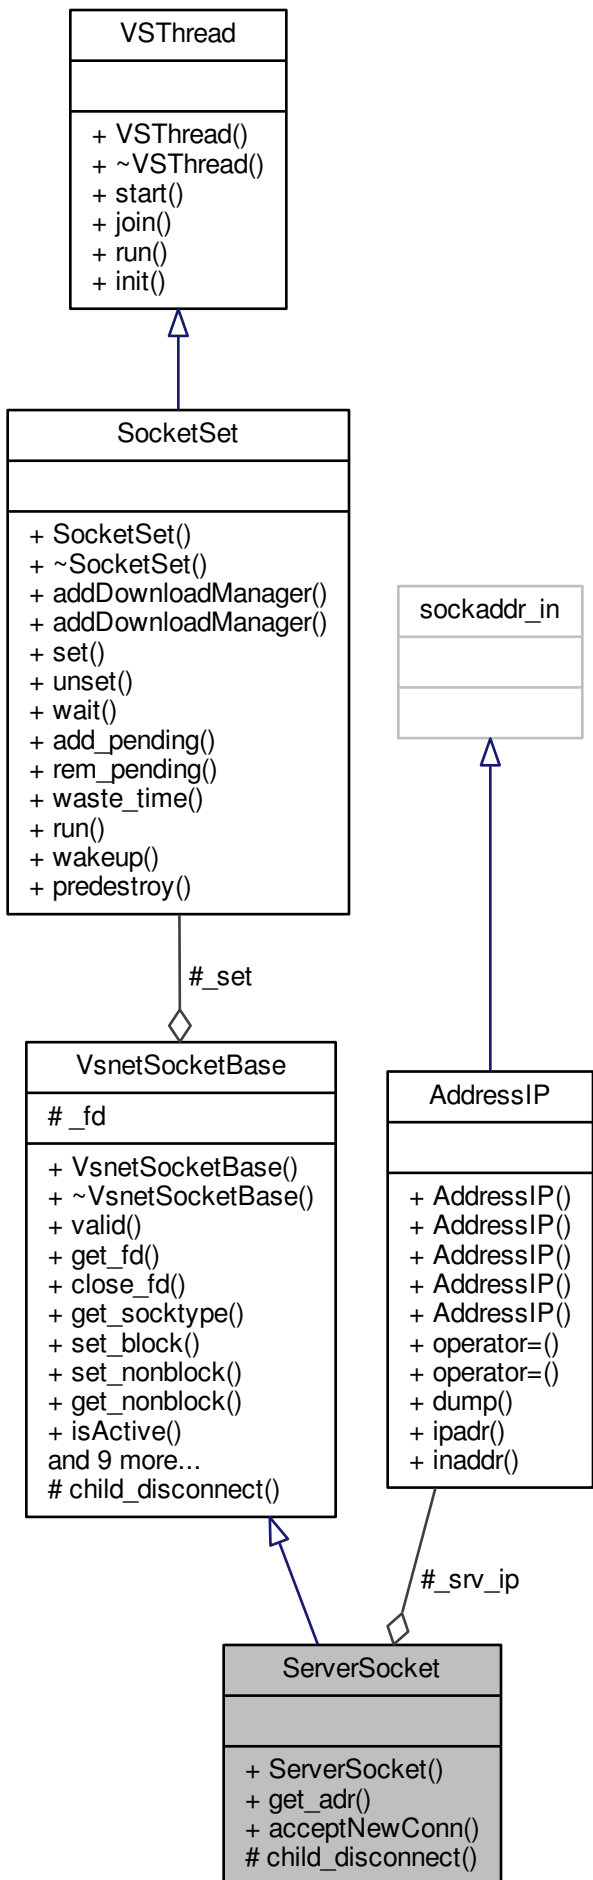 VSThread
+ VSThread()
+ ~VSThread()
+ start()
+ join()
+ run()
+ init()
SocketSet
+ SocketSet()
+ ~SocketSet()
+ addDownloadManager()
+ addDownloadManager()
+ set()
+ unset()
+ wait()
+ add_pending()
+ rem_pending()
+ waste_time()
+ run()
+ wakeup()
+ predestroy()
sockaddr_in
#_set
VsnetSocketBase
# _fd
+ VsnetSocketBase()
+ ~VsnetSocketBase()
+ valid()
+ get_fd()
+ close_fd()
+ get_socktype()
+ set_block()
+ set_nonblock()
+ get_nonblock()
+ isActive()
and 9 more...
# child_disconnect()
AddressIP
+ AddressIP()
+ AddressIP()
+ AddressIP()
+ AddressIP()
+ AddressIP()
+ operator=()
+ operator=()
+ dump()
+ ipadr()
+ inaddr()
#_srv_ip
ServerSocket
+ ServerSocket()
+ get_adr()
+ acceptNewConn()
# child_disconnect()